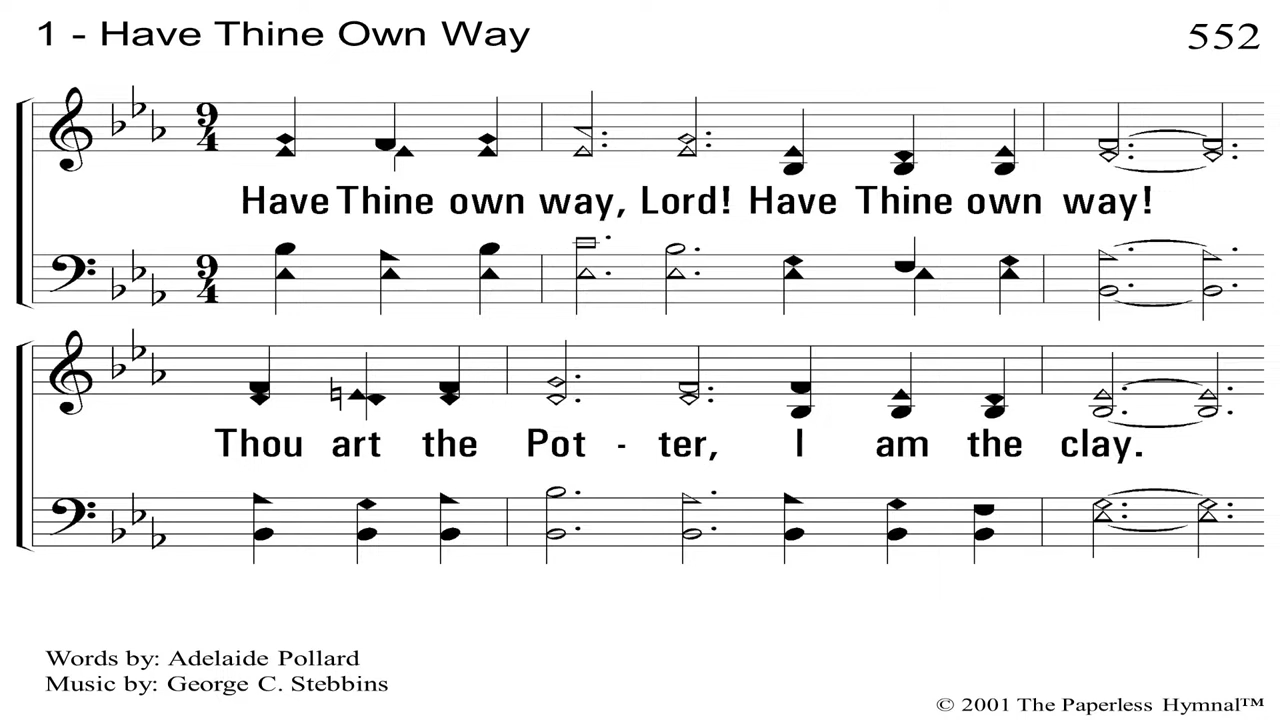 1 - Have Thine Own Way
552
9
4
Have Thine own way, Lord! Have Thine own way!
9
4
Thou art the Pot - ter, I am the clay.
Words by: Adelaide Pollard
Music by: George C. Stebbins
© 2001 The Paperless Hymnal™